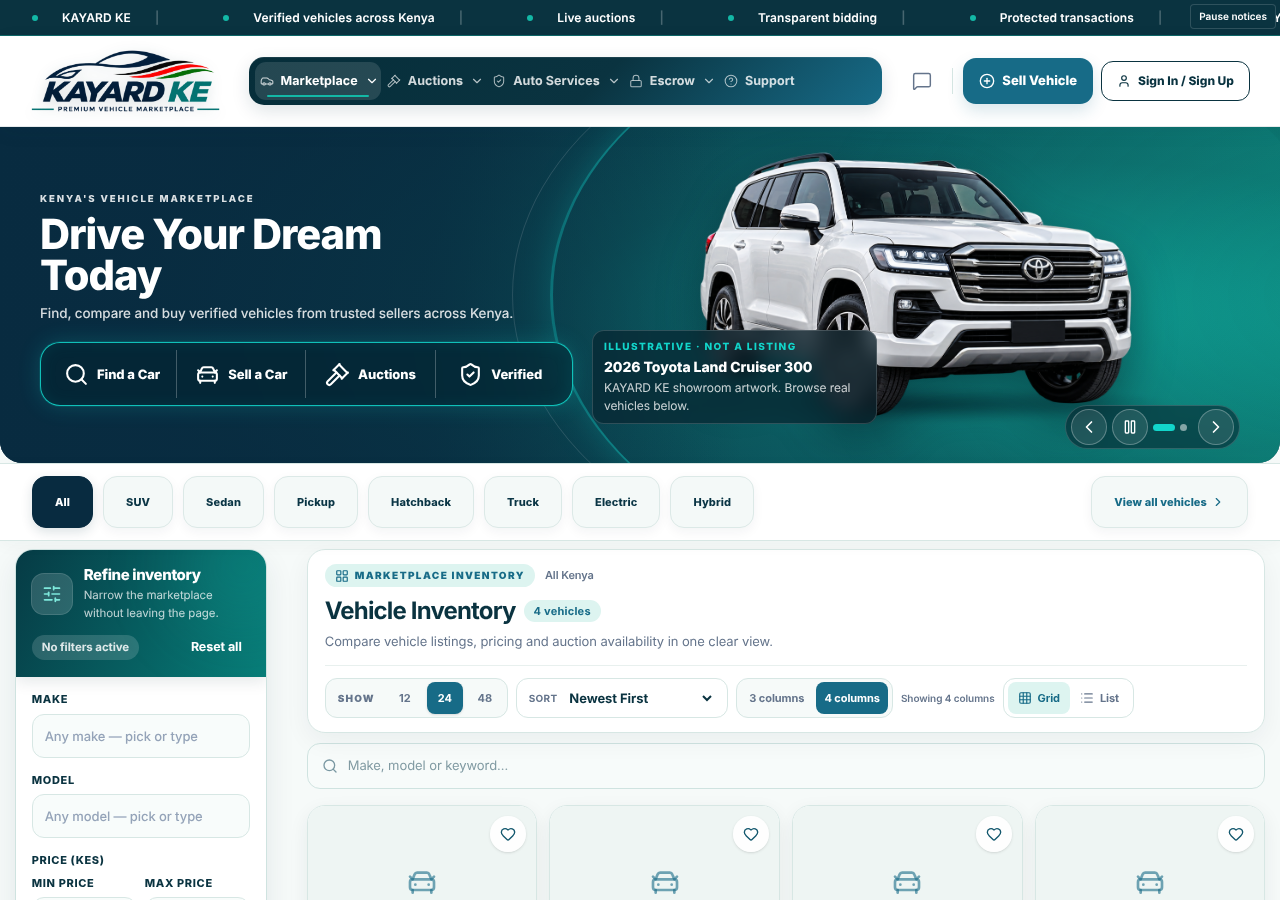 KAYARD KE
Verified vehicles across Kenya
Live auctions
Transparent bidding
Protected transactions
Pause notices
KAYARD KE
PREMIUM VEHICLE MARKETPLACE
Marketplace
Auctions
Auto Services
Escrow
Support
Sell Vehicle
Sign In / Sign Up
KENYA'S VEHICLE MARKETPLACE
Drive Your Dream
Today
Find, compare and buy verified vehicles from trusted sellers across Kenya.
Find a Car
Sell a Car
Auctions
Verified
ILLUSTRATIVE · NOT A LISTING
2026 Toyota Land Cruiser 300
KAYARD KE showroom artwork. Browse real
vehicles below.
All
SUV
Sedan
Pickup
Hatchback
Truck
Electric
Hybrid
View all vehicles
Refine inventory
Narrow the marketplace
without leaving the page.
No filters active
Reset all
MAKE
Any make — pick or type
MODEL
Any model — pick or type
PRICE (KES)
MIN PRICE
MAX PRICE
MARKETPLACE INVENTORY
All Kenya
Vehicle Inventory
4 vehicles
Compare vehicle listings, pricing and auction availability in one clear view.
SHOW
12
24
48
SORT
Newest First
3 columns
4 columns
Showing 4 columns
Grid
List
Make, model or keyword...